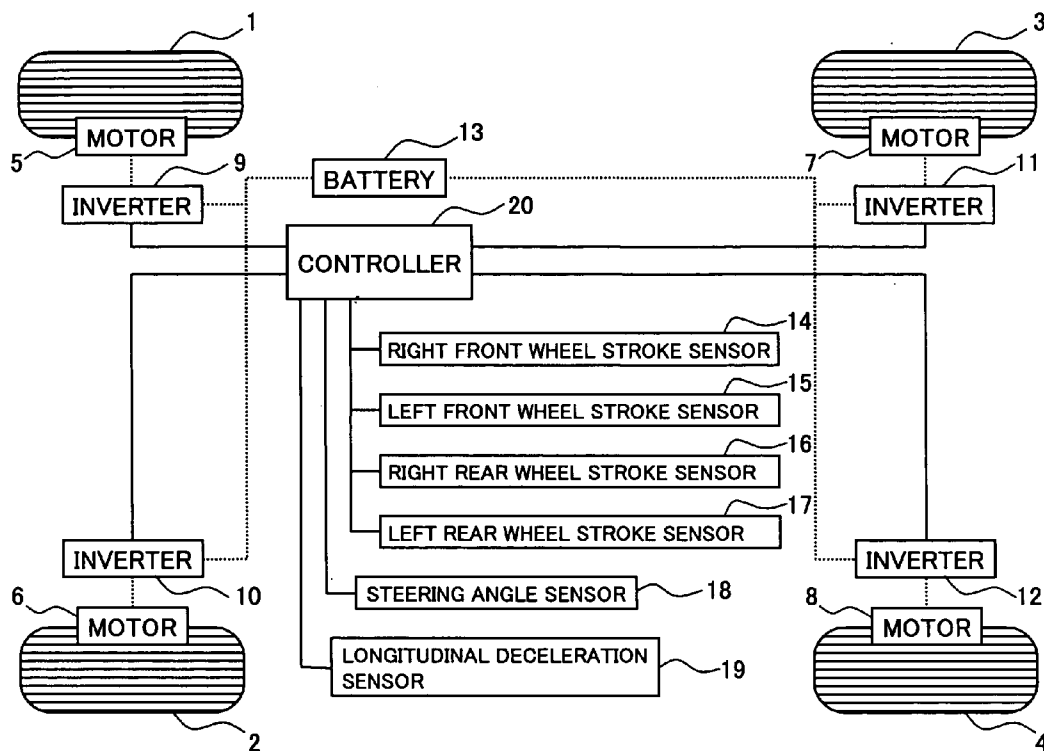 1
3
MOTOR
MOTOR
5
9
13
7
11
INVERTER
BATTERY
INVERTER
20
CONTROLLER
14
RIGHT FRONT WHEEL STROKE SENSOR
15
LEFT FRONT WHEEL STROKE SENSOR
16
RIGHT REAR WHEEL STROKE SENSOR
17
LEFT REAR WHEEL STROKE SENSOR
INVERTER
INVERTER
6
10
STEERING ANGLE SENSOR
18
8
12
MOTOR
MOTOR
LONGITUDINAL DECELERATION
SENSOR
19
2
4